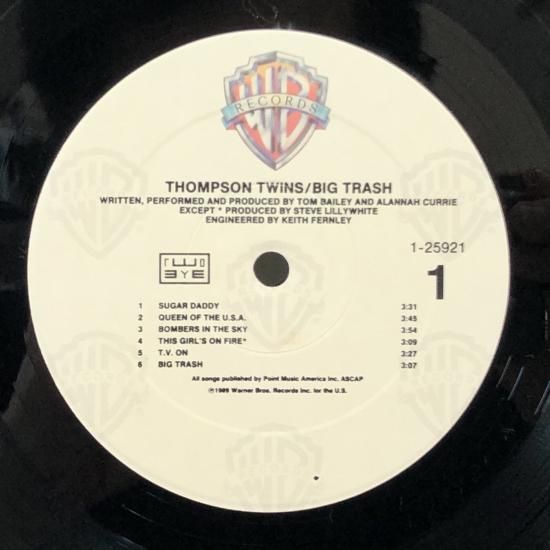 WB
RECORDS
THOMPSON TWINS/BIG TRASH
WRITTEN, PERFORMED AND PRODUCED BY TOM BAILEY AND ALANNAH CURRIE
EXCEPT * PRODUCED BY STEVE LILLYWHITE
ENGINEERED BY KEITH FERNLEY
1-25921
1
TWO
EYE
1 SUGAR DADDY 3:31
2 QUEEN OF THE U.S.A. 3:45
3 BOMBERS IN THE SKY 3:54
4 THIS GIRL'S ON FIRE* 3:09
5 T.V. ON 3:27
6 BIG TRASH 3:07
All songs published by Point Music America Inc. ASCAP
℗1989 Warner Bros. Records Inc. for the U.S.